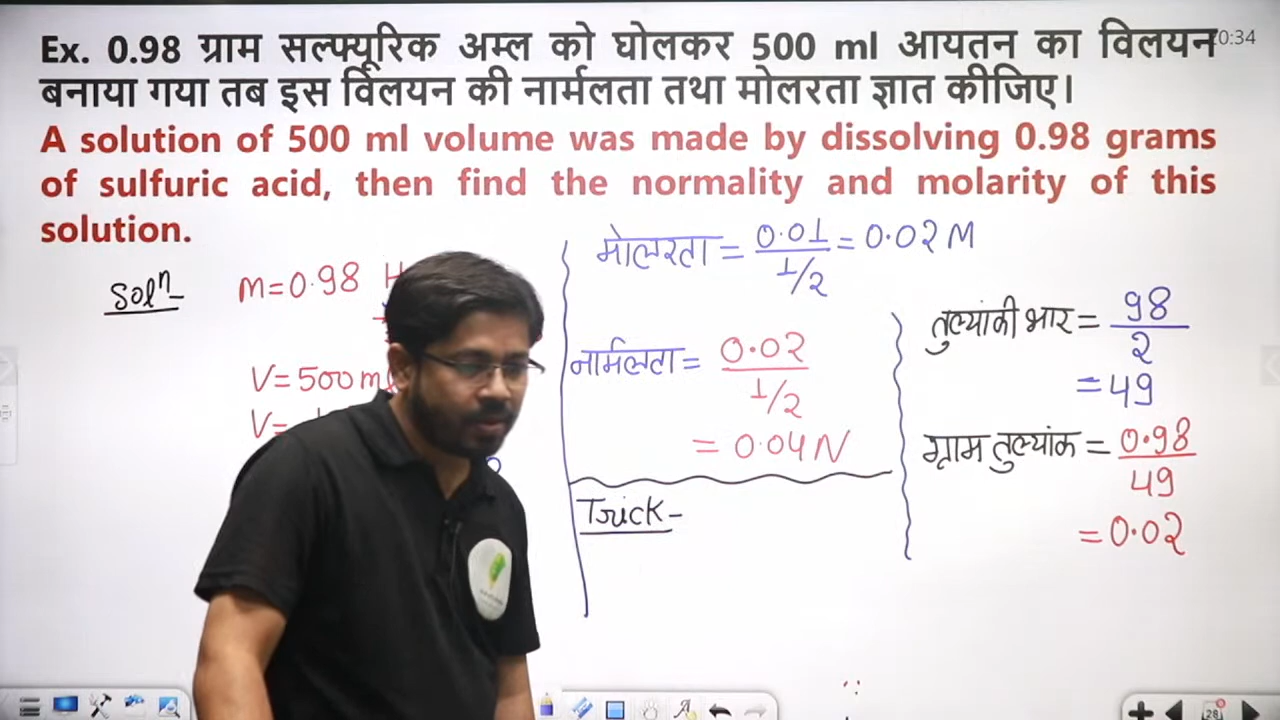 Ex. 0.98 ग्राम सल्फ्यूरिक अम्ल को घोलकर 500 ml आयतन का विलयन
बनाया गया तब इस विलयन की नार्मलता तथा मोलरता ज्ञात कीजिए।
A solution of 500 ml volume was made by dissolving 0.98 grams
of sulfuric acid, then find the normality and molarity of this
solution.
Solⁿ-
m=0.98 H
V=500 m
V=
मोलरता = 0.01 / 1/2 = 0.02 M
नार्मलता = 0.02 / 1/2
= 0.04 N
Trick-
तुल्यांकी भार = 98 / 2
= 49
ग्राम तुल्यांक = 0.98 / 49
= 0.02
28